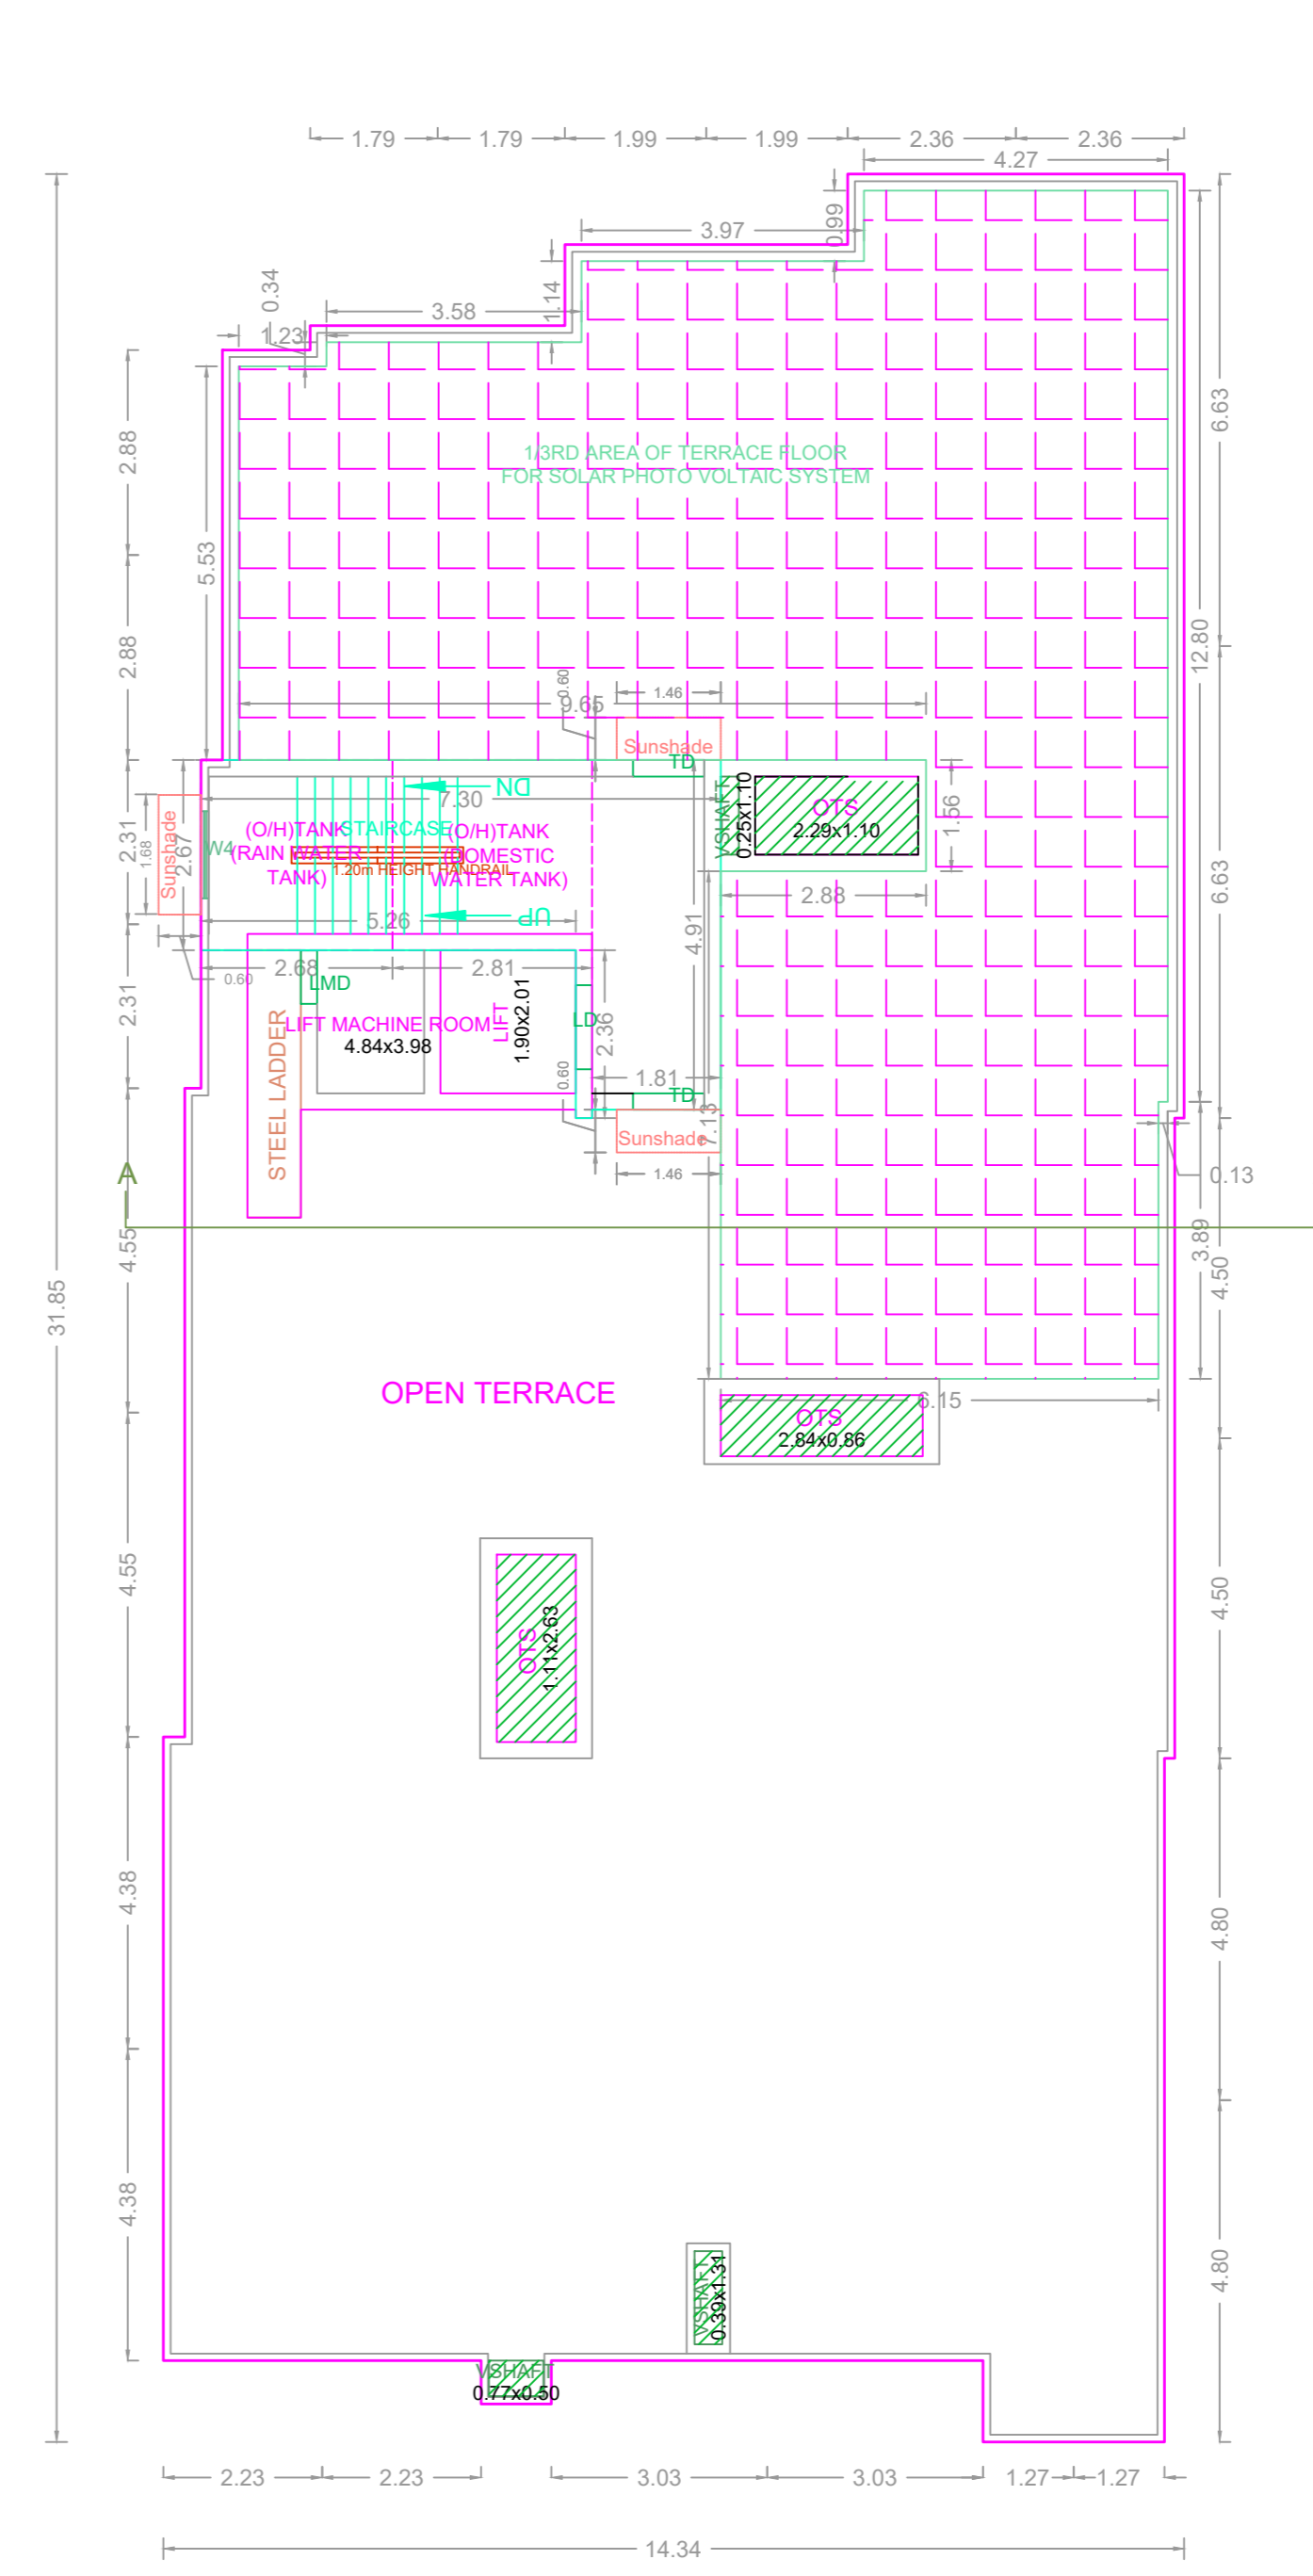 1.79
1.79
1.99
1.99
2.36
2.36
4.27
3.97
0.99
0.34
3.58
1.14
1.23
6.63
2.88
1/3RD AREA OF TERRACE FLOOR
FOR SOLAR PHOTO VOLTAIC SYSTEM
5.53
2.88
12.80
0.60
1.46
9.65
Sunshade
TD
7.30
DN
VSHAFT
0.25x1.10
OTS
2.29x1.10
1.56
2.31
1.68
Sunshade
2.67
W4
(O/H)TANK
(RAIN WATER
TANK)
STAIRCASE
(O/H)TANK
(DOMESTIC
WATER TANK)
1.20m HEIGHT HANDRAIL
6.63
2.88
5.26
UP
4.91
0.60
2.68
2.81
LMD
2.31
LIFT MACHINE ROOM
4.84x3.98
LIFT
1.90x2.01
LD
2.36
STEEL LADDER
0.60
1.81
TD
7.13
Sunshade
1.46
A
0.13
4.55
3.89
4.50
31.85
OPEN TERRACE
6.15
OTS
2.84x0.86
4.55
OTS
1.11x2.63
4.50
4.38
4.80
4.38
4.80
VSHAFT
0.39x1.31
VSHAFT
0.77x0.50
2.23
2.23
3.03
3.03
1.27
1.27
14.34